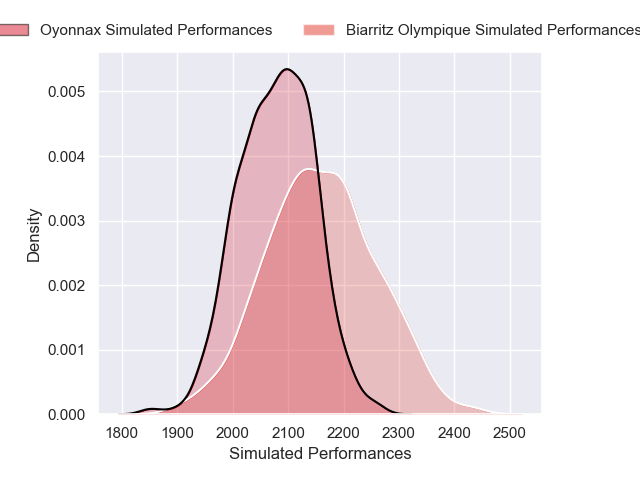 Oyonnax Simulated Performances
Biarritz Olympique Simulated Performances
0.005
0.004
0.003
0.002
0.001
0.000
Density
1800 1900 2000 2100 2200 2300 2400 2500
Simulated Performances